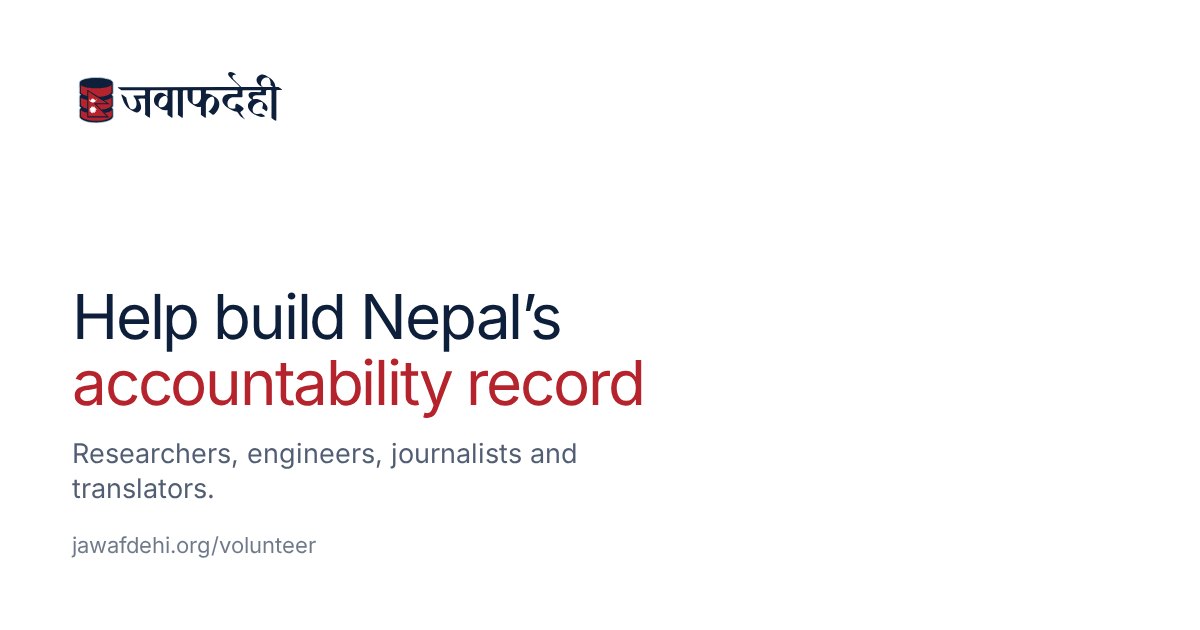 जवाफदेही
Help build Nepal’s
accountability record
Researchers, engineers, journalists and
translators.
jawafdehi.org/volunteer